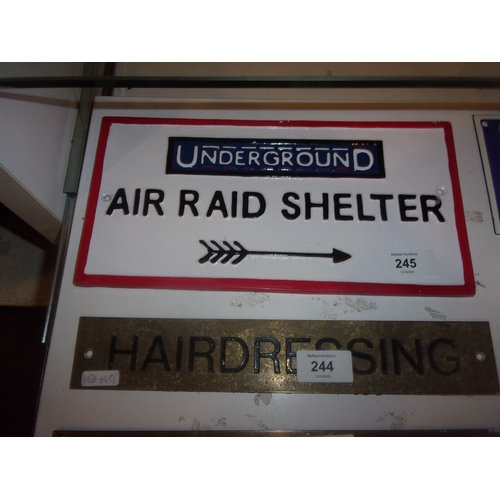 UNDERGROUND
AIR RAID SHELTER
245
HAIRDRESSING
244